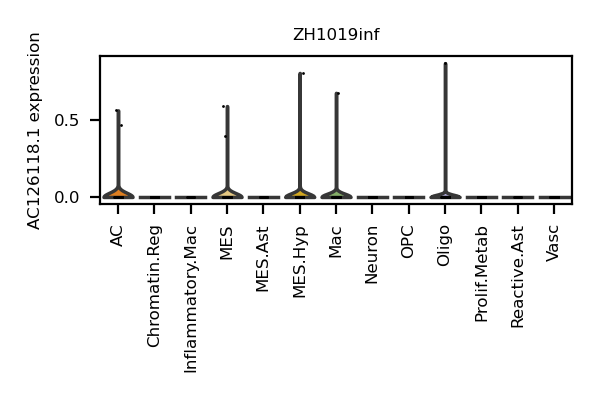 ZH1019inf
AC126118.1 expression
0.5
0.0
AC
Chromatin.Reg
Inflammatory.Mac
MES
MES.Ast
MES.Hyp
Mac
Neuron
OPC
Oligo
Prolif.Metab
Reactive.Ast
Vasc